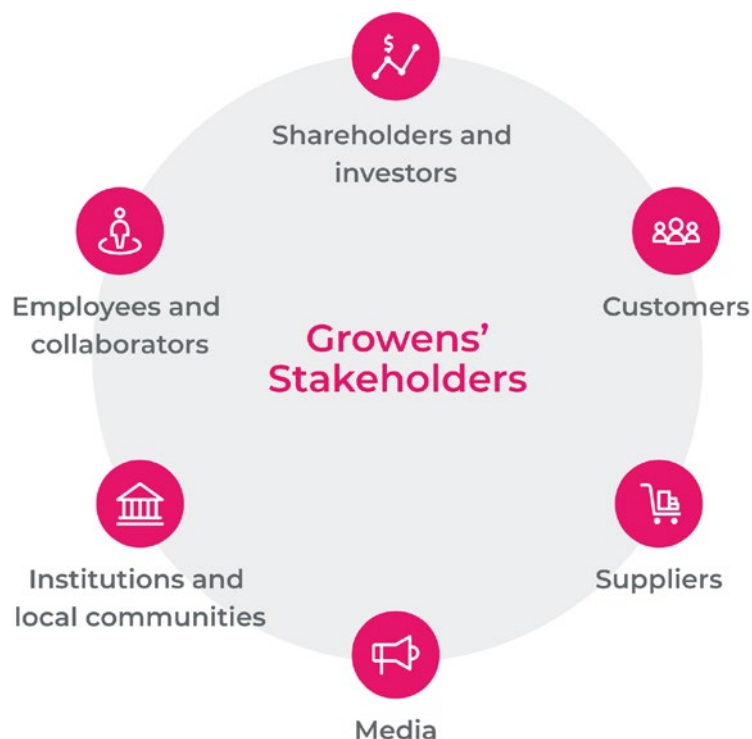 $
Shareholders and
investors
Employees and
collaborators
Customers
Growens’
Stakeholders
Institutions and
local communities
Suppliers
Media